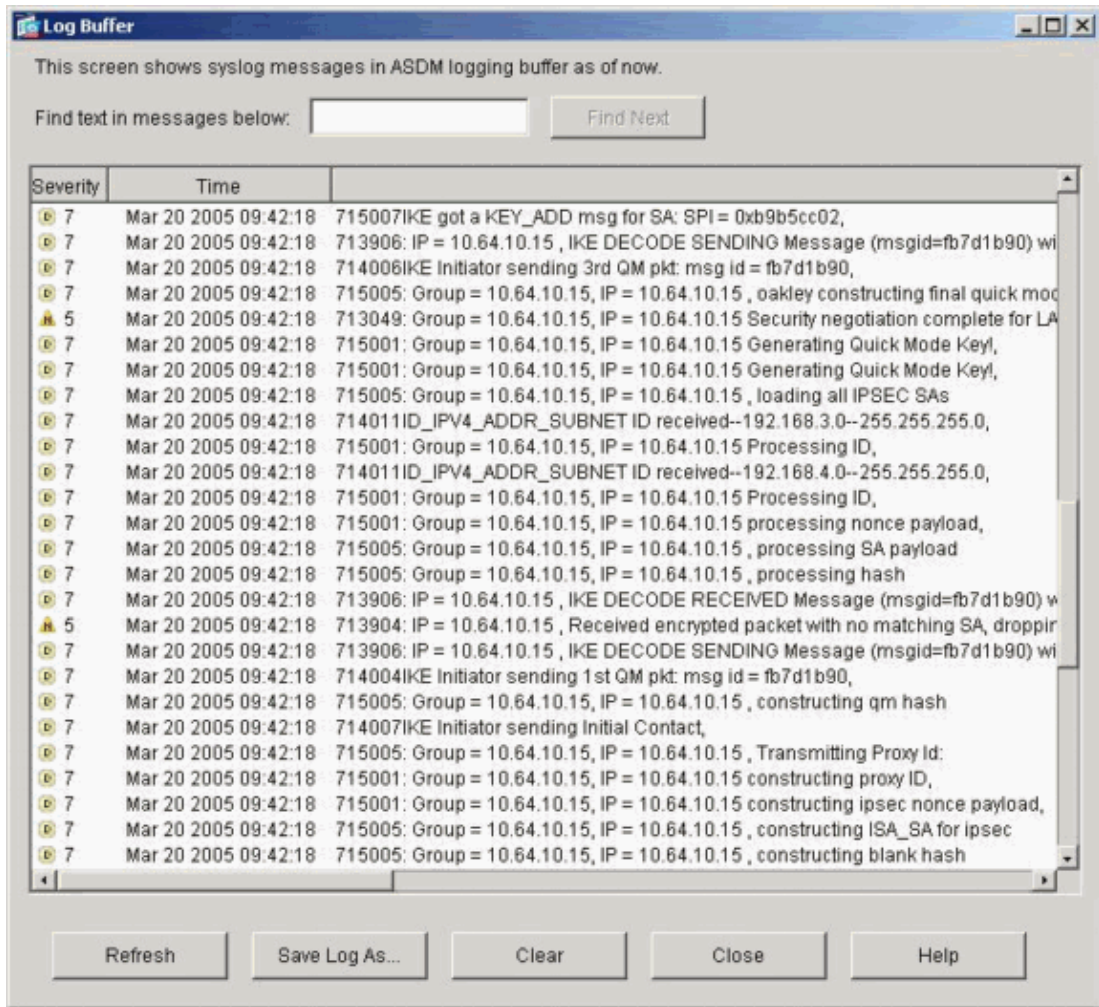 Log Buffer
This screen shows syslog messages in ASDM logging buffer as of now.
Find text in messages below: Find Next
Severity Time
7 Mar 20 2005 09:42:18 715007IKE got a KEY_ADD msg for SA: SPI = 0xb9b5cc02,
7 Mar 20 2005 09:42:18 713906: IP = 10.64.10.15 , IKE DECODE SENDING Message (msgid=fb7d1b90) wi
7 Mar 20 2005 09:42:18 714006IKE Initiator sending 3rd QM pkt: msg id = fb7d1b90,
7 Mar 20 2005 09:42:18 715005: Group = 10.64.10.15, IP = 10.64.10.15 , oakley constructing final quick mod
5 Mar 20 2005 09:42:18 713049: Group = 10.64.10.15, IP = 10.64.10.15 Security negotiation complete for LA
7 Mar 20 2005 09:42:18 715001: Group = 10.64.10.15, IP = 10.64.10.15 Generating Quick Mode Key!,
7 Mar 20 2005 09:42:18 715001: Group = 10.64.10.15, IP = 10.64.10.15 Generating Quick Mode Key!,
7 Mar 20 2005 09:42:18 715005: Group = 10.64.10.15, IP = 10.64.10.15 , loading all IPSEC SAs
7 Mar 20 2005 09:42:18 714011ID_IPV4_ADDR_SUBNET ID received--192.168.3.0--255.255.255.0,
7 Mar 20 2005 09:42:18 715001: Group = 10.64.10.15, IP = 10.64.10.15 Processing ID,
7 Mar 20 2005 09:42:18 714011ID_IPV4_ADDR_SUBNET ID received--192.168.4.0--255.255.255.0,
7 Mar 20 2005 09:42:18 715001: Group = 10.64.10.15, IP = 10.64.10.15 Processing ID,
7 Mar 20 2005 09:42:18 715001: Group = 10.64.10.15, IP = 10.64.10.15 processing nonce payload,
7 Mar 20 2005 09:42:18 715005: Group = 10.64.10.15, IP = 10.64.10.15 , processing SA payload
7 Mar 20 2005 09:42:18 715005: Group = 10.64.10.15, IP = 10.64.10.15 , processing hash
7 Mar 20 2005 09:42:18 713906: IP = 10.64.10.15 , IKE DECODE RECEIVED Message (msgid=fb7d1b90) w
5 Mar 20 2005 09:42:18 713904: IP = 10.64.10.15 , Received encrypted packet with no matching SA, droppin
7 Mar 20 2005 09:42:18 713906: IP = 10.64.10.15 , IKE DECODE SENDING Message (msgid=fb7d1b90) wi
7 Mar 20 2005 09:42:18 714004IKE Initiator sending 1st QM pkt: msg id = fb7d1b90,
7 Mar 20 2005 09:42:18 715005: Group = 10.64.10.15, IP = 10.64.10.15 , constructing qm hash
7 Mar 20 2005 09:42:18 714007IKE Initiator sending Initial Contact,
7 Mar 20 2005 09:42:18 715005: Group = 10.64.10.15, IP = 10.64.10.15 , Transmitting Proxy Id:
7 Mar 20 2005 09:42:18 715001: Group = 10.64.10.15, IP = 10.64.10.15 constructing proxy ID,
7 Mar 20 2005 09:42:18 715001: Group = 10.64.10.15, IP = 10.64.10.15 constructing ipsec nonce payload,
7 Mar 20 2005 09:42:18 715005: Group = 10.64.10.15, IP = 10.64.10.15 , constructing ISA_SA for ipsec
7 Mar 20 2005 09:42:18 715005: Group = 10.64.10.15, IP = 10.64.10.15 , constructing blank hash
Refresh Save Log As... Clear Close Help